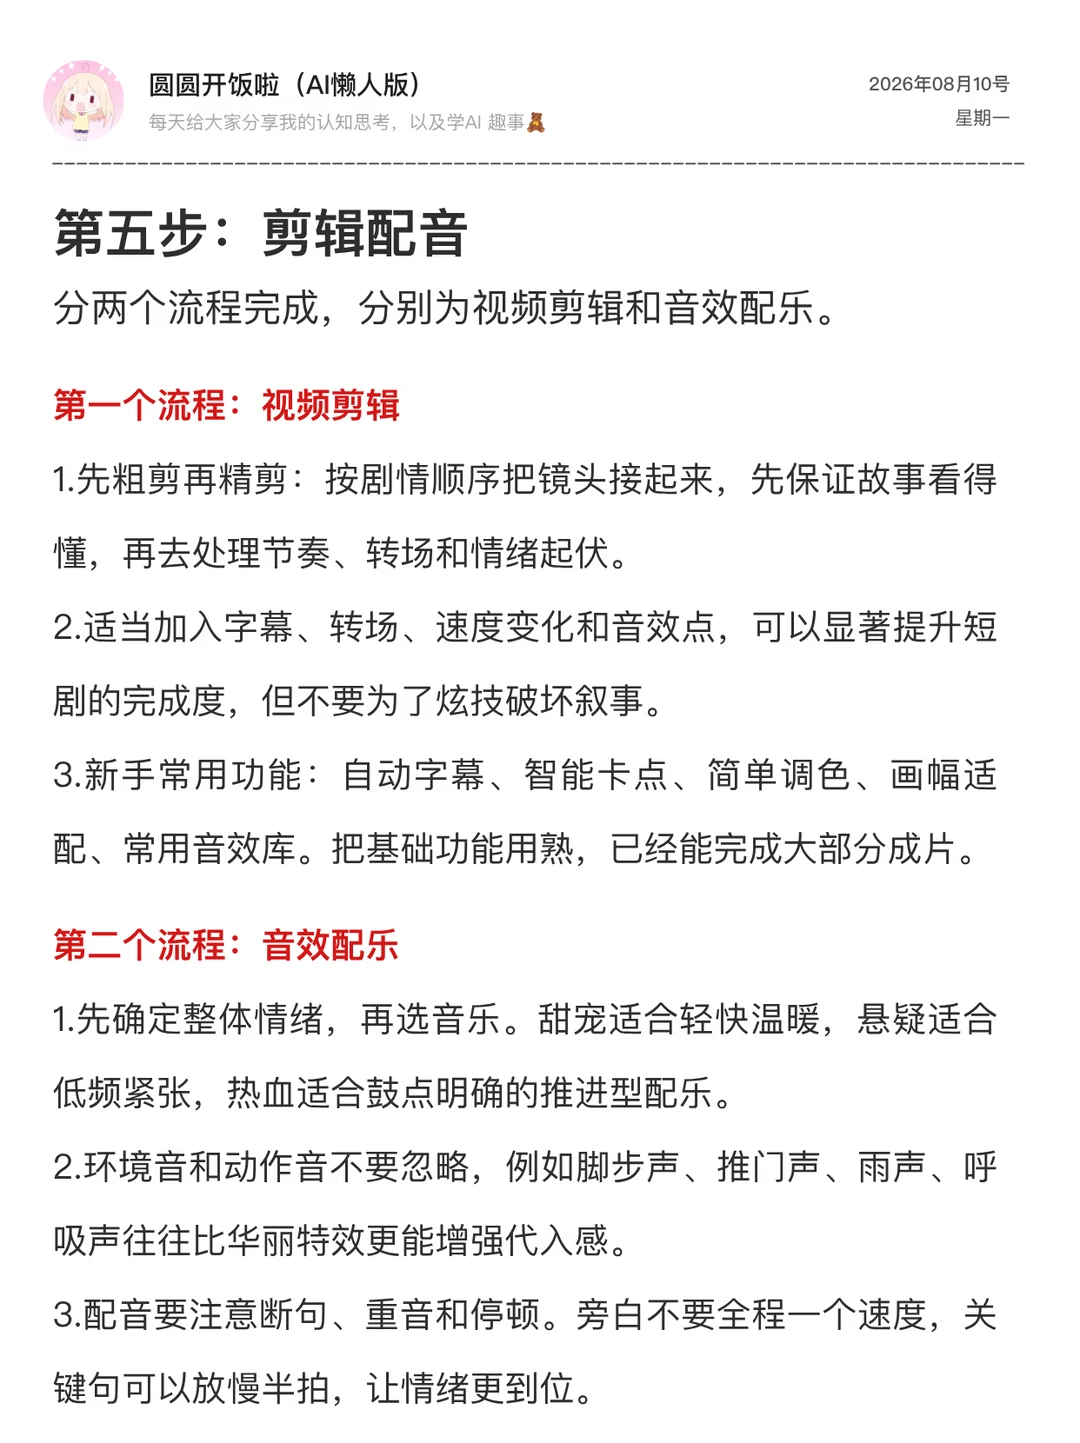 圆圆开饭啦（AI懒人版）
2026年08月10号
每天给大家分享我的认知思考，以及学AI 趣事🧸
星期一
第五步：剪辑配音
分两个流程完成，分别为视频剪辑和音效配乐。
第一个流程：视频剪辑
1.先粗剪再精剪：按剧情顺序把镜头接起来，先保证故事看得
懂，再去处理节奏、转场和情绪起伏。
2.适当加入字幕、转场、速度变化和音效点，可以显著提升短
剧的完成度，但不要为了炫技破坏叙事。
3.新手常用功能：自动字幕、智能卡点、简单调色、画幅适
配、常用音效库。把基础功能用熟，已经能完成大部分成片。
第二个流程：音效配乐
1.先确定整体情绪，再选音乐。甜宠适合轻快温暖，悬疑适合
低频紧张，热血适合鼓点明确的推进型配乐。
2.环境音和动作音不要忽略，例如脚步声、推门声、雨声、呼
吸声往往比华丽特效更能增强代入感。
3.配音要注意断句、重音和停顿。旁白不要全程一个速度，关
键句可以放慢半拍，让情绪更到位。